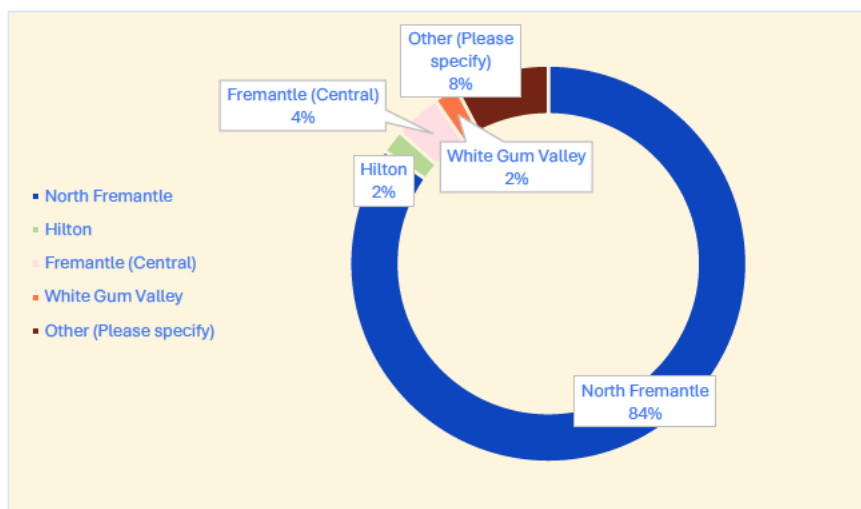 Other (Please
specify)
8%
Fremantle (Central)
4%
White Gum Valley
2%
Hilton
2%
North Fremantle
Hilton
Fremantle (Central)
White Gum Valley
Other (Please specify)
North Fremantle
84%